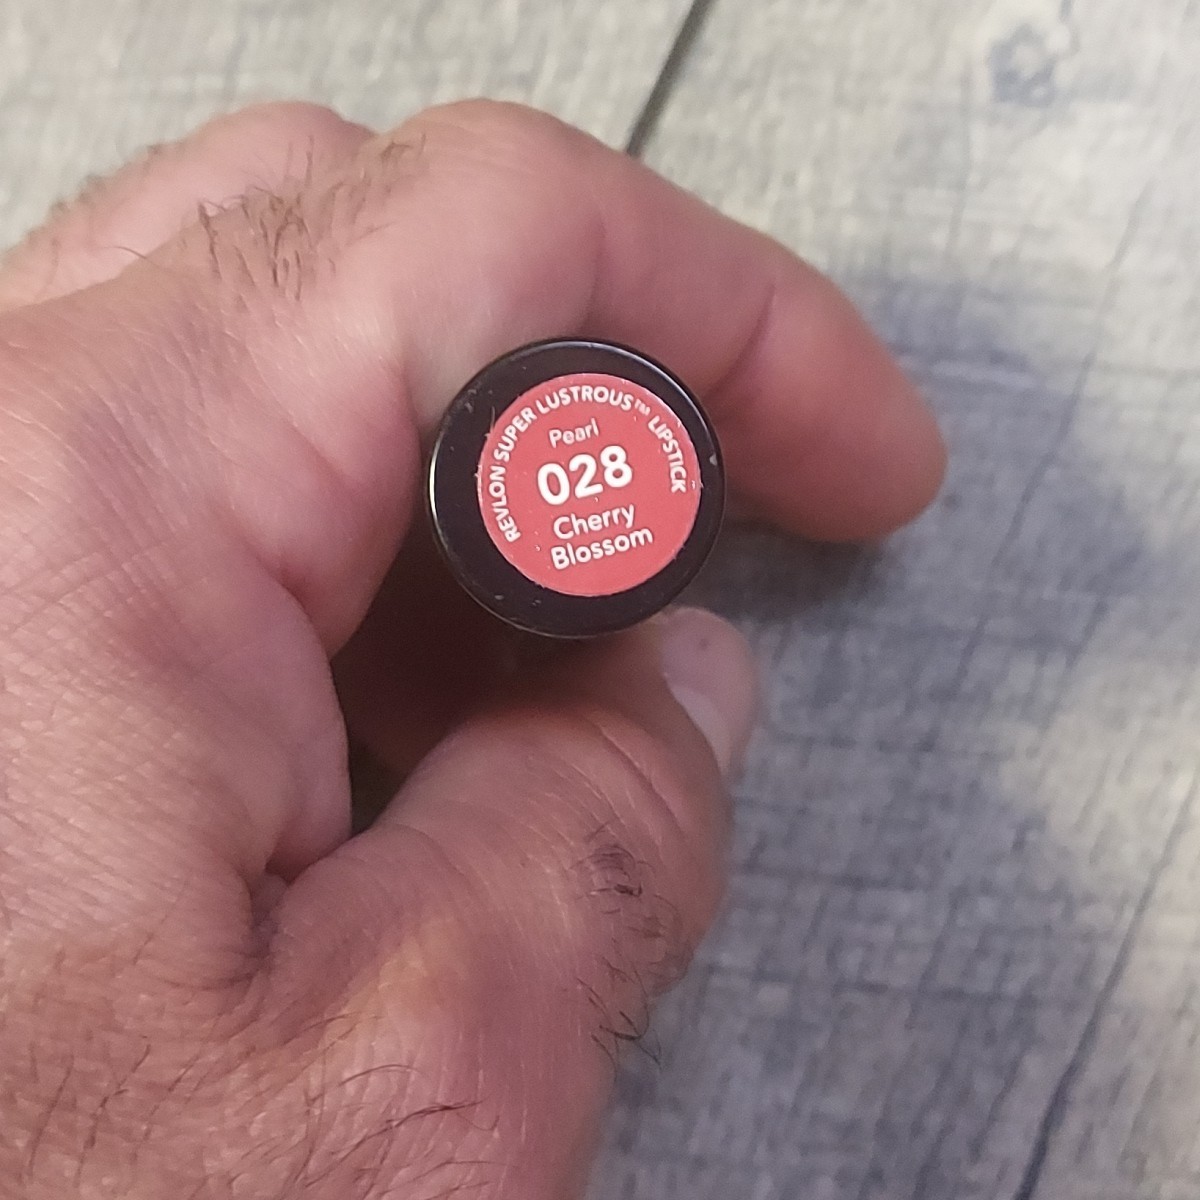 REVLON SUPER LUSTROUS™ LIPSTICK
Pearl
028
Cherry
Blossom